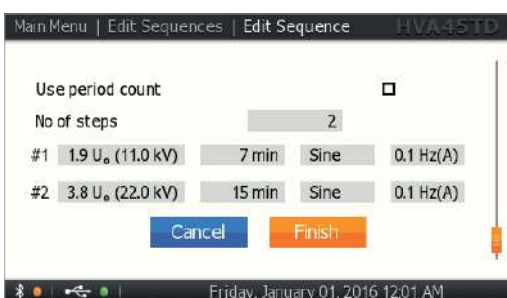 Main Menu | Edit Sequences | Edit Sequence HVA45TD
Use period count
No of steps 2
#1 1.9 U₀ (11.0 kV) 7 min Sine 0.1 Hz(A)
#2 3.8 U₀ (22.0 kV) 15 min Sine 0.1 Hz(A)
Cancel Finish
Friday, January 01, 2016 12:01 AM